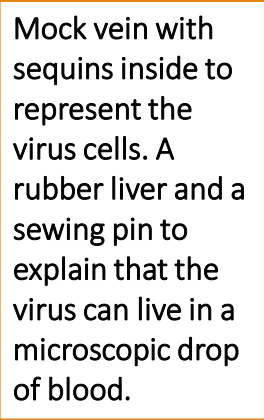 Mock vein with
sequins inside to
represent the
virus cells. A
rubber liver and a
sewing pin to
explain that the
virus can live in a
microscopic drop
of blood.